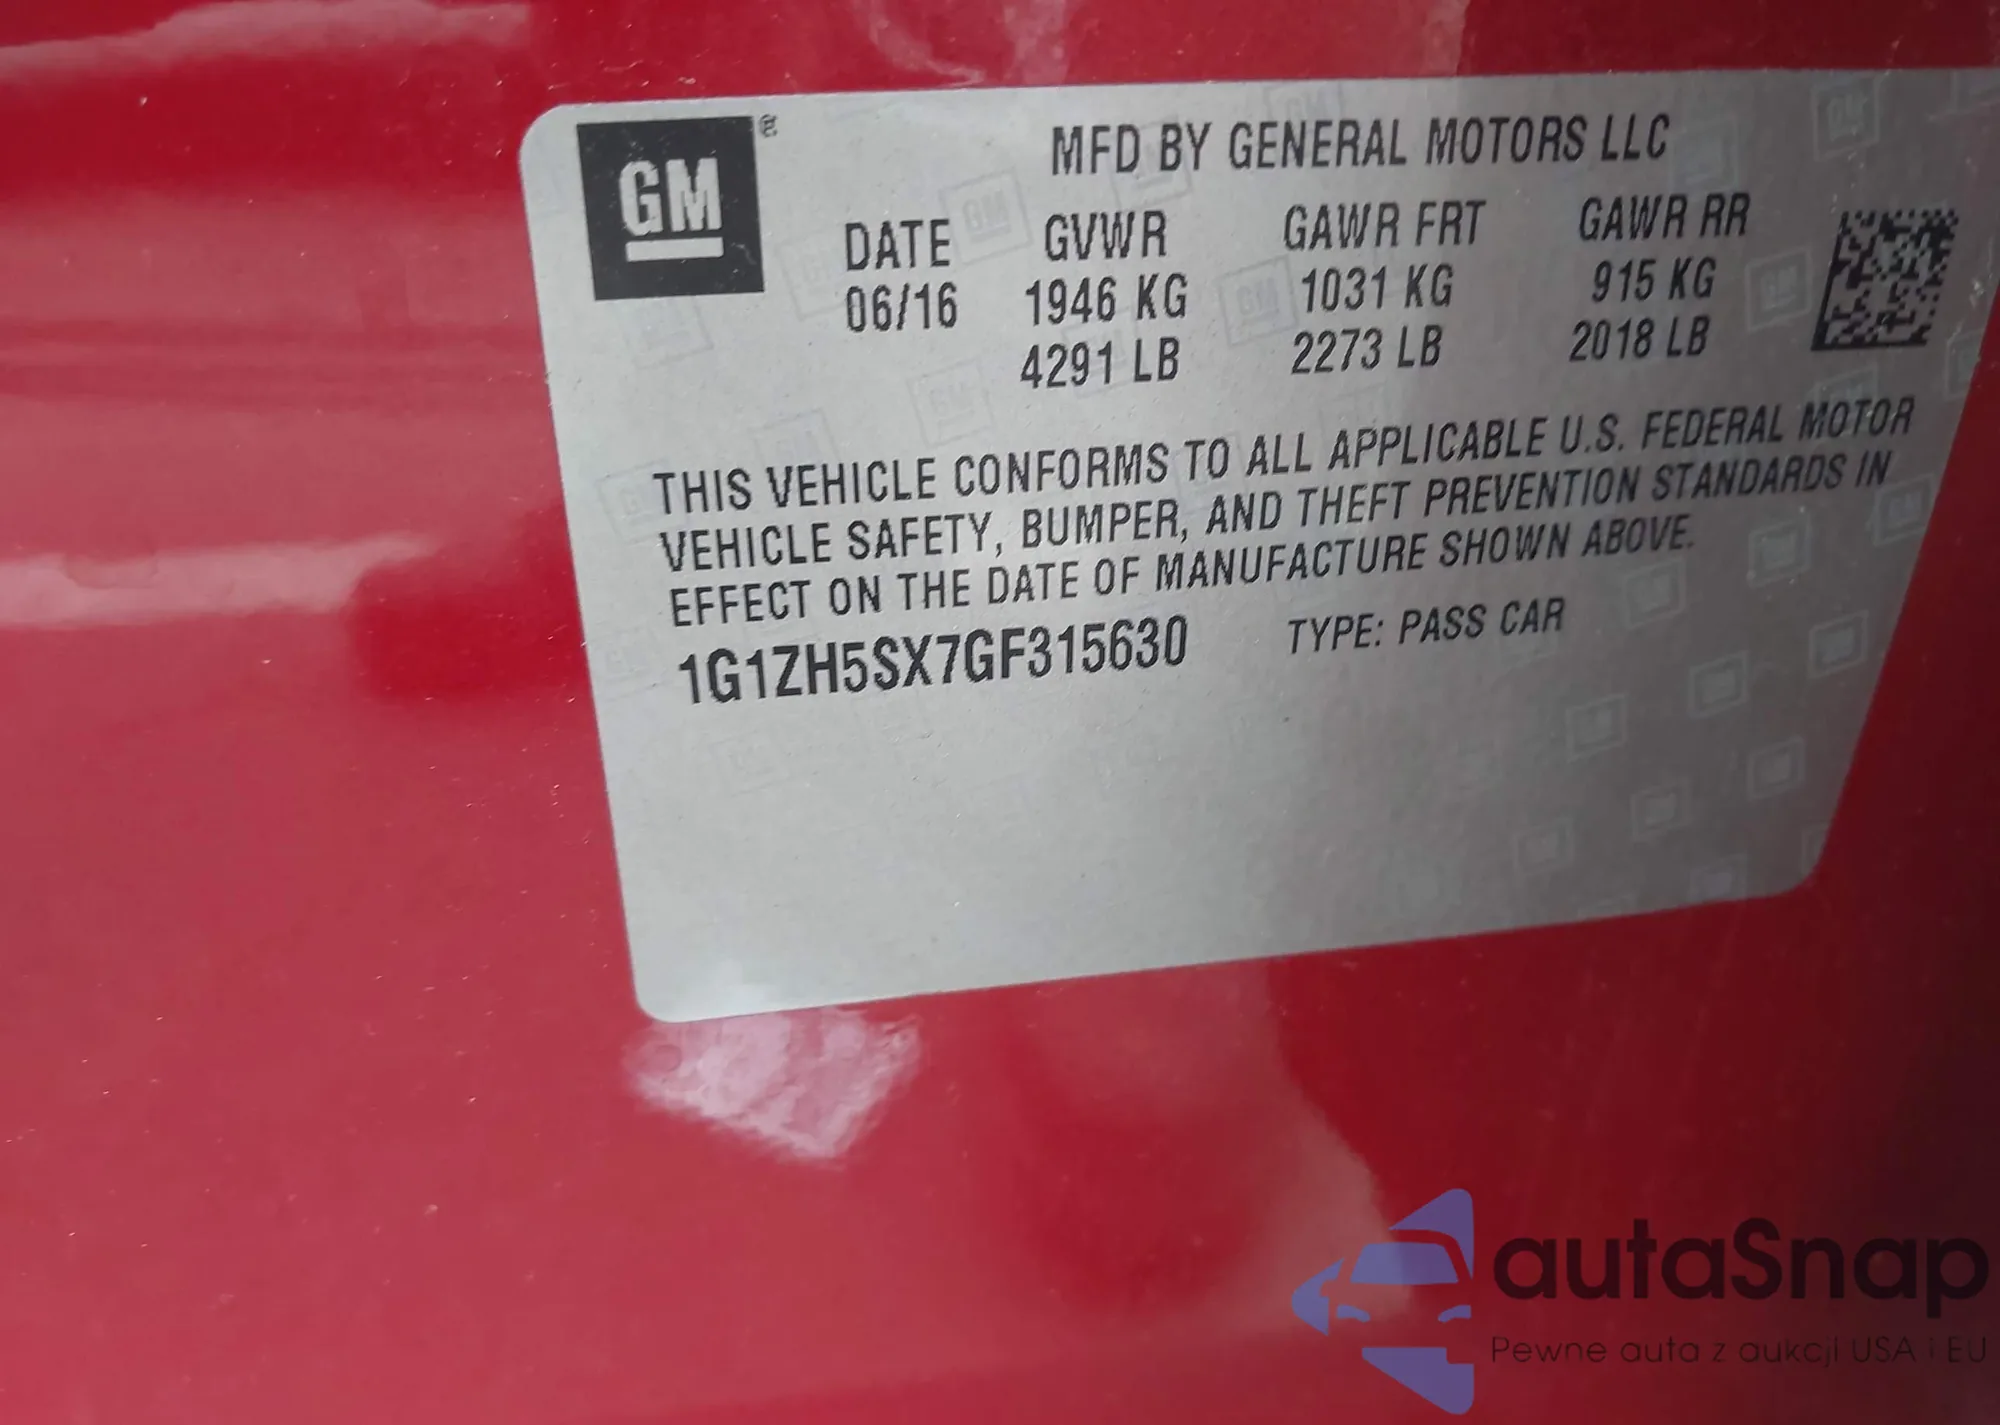 GM
MFD BY GENERAL MOTORS LLC
DATE GVWR GAWR FRT GAWR RR
06/16 1946 KG 1031 KG 915 KG
4291 LB 2273 LB 2018 LB
THIS VEHICLE CONFORMS TO ALL APPLICABLE U.S. FEDERAL MOTOR
VEHICLE SAFETY, BUMPER, AND THEFT PREVENTION STANDARDS IN
EFFECT ON THE DATE OF MANUFACTURE SHOWN ABOVE.
1G1ZH5SX7GF315630 TYPE: PASS CAR
autaSnap
Pewne auta z aukcji USA i EU